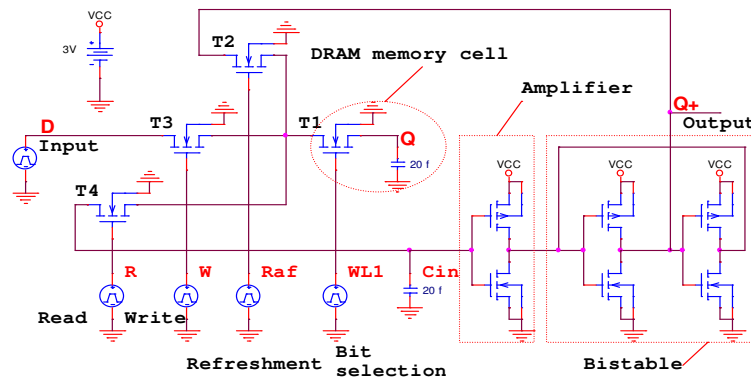 VCC
T2
DRAM memory cell
3V
Amplifier
Q+
D
T3
T1
Output
Input
Q
VCC
VCC
VCC
20 f
T4
R
W
Raf
WL1
Cin
20 f
Read
Write
Refreshment
Bit
selection
Bistable